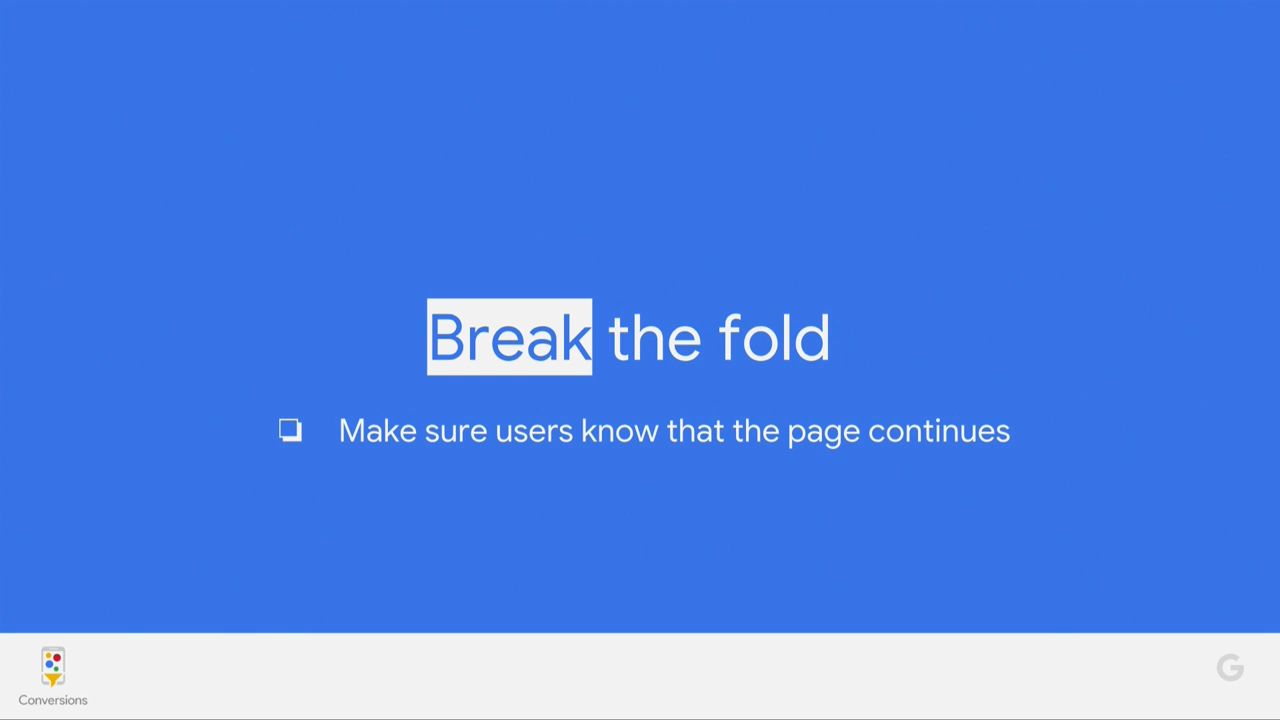 Break the fold
❏ Make sure users know that the page continues
Conversions
G